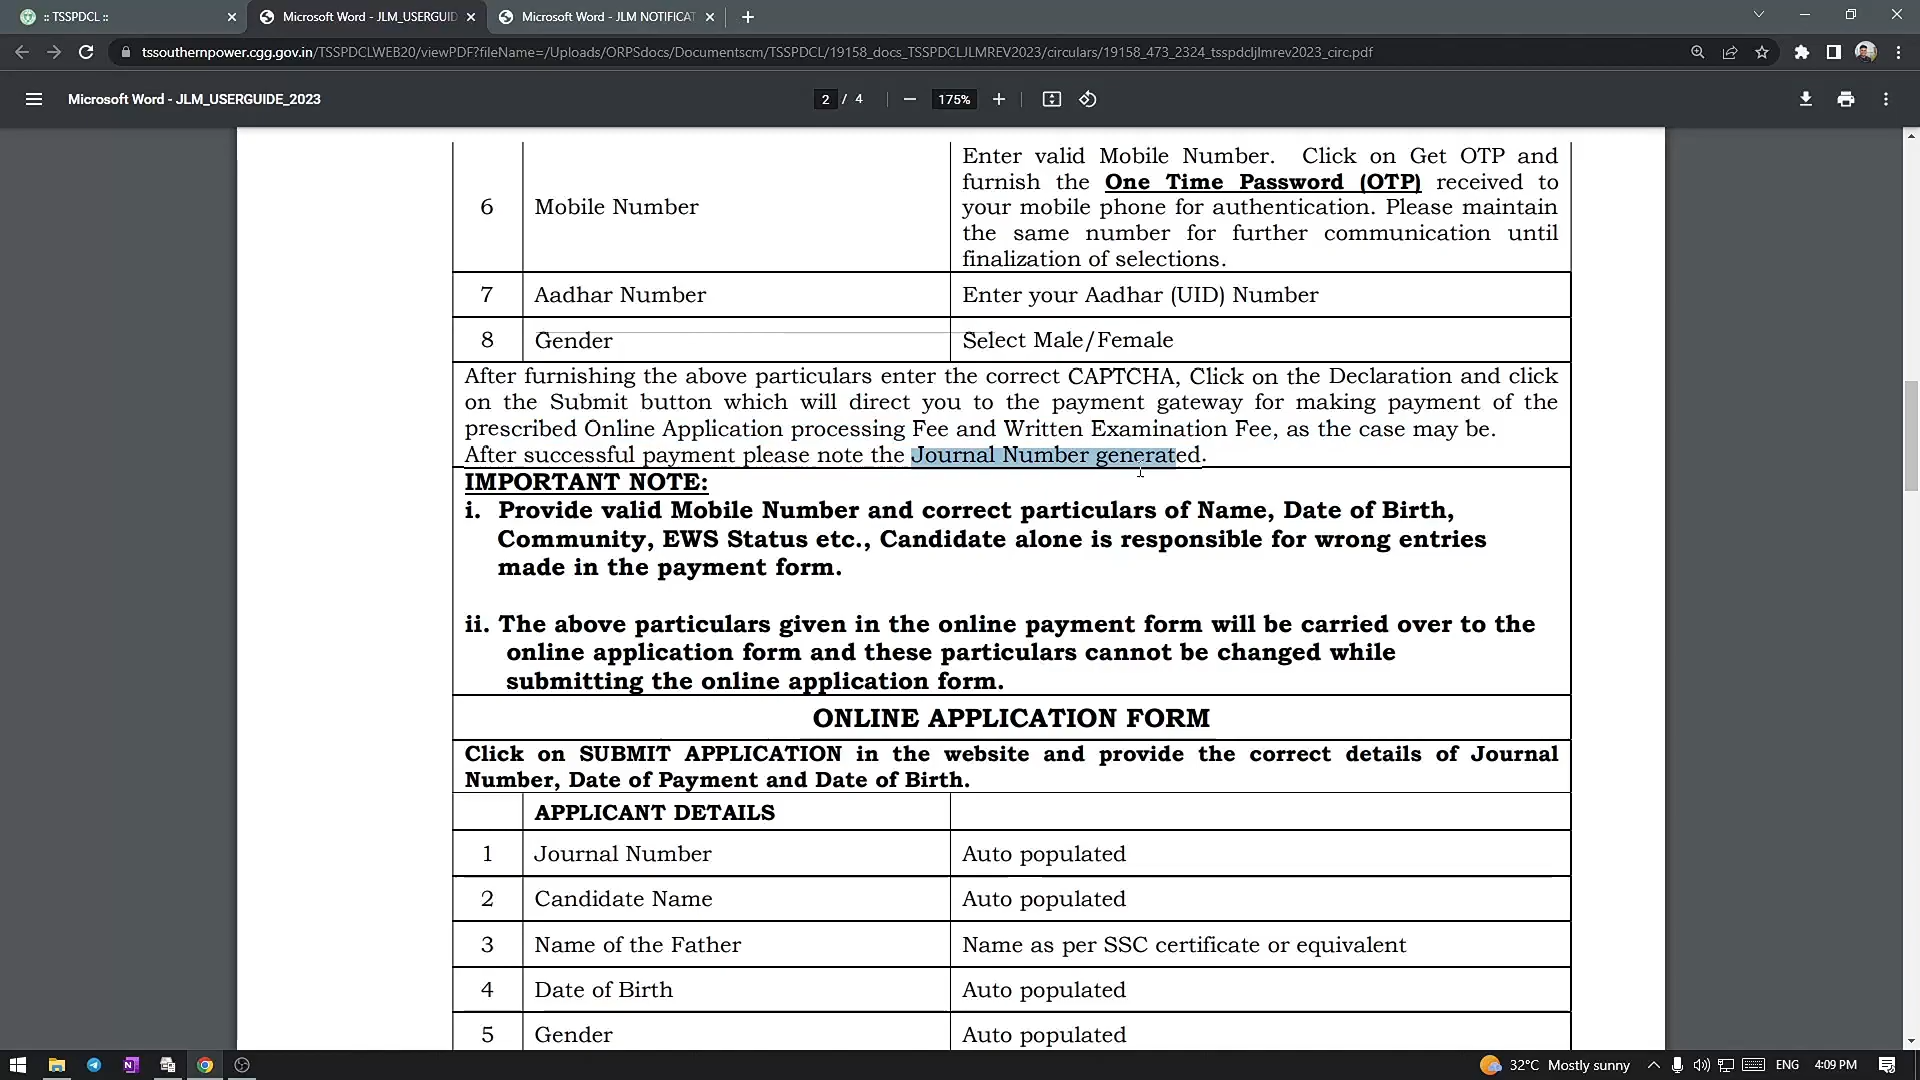 :: TSSPDCL ::
Microsoft Word - JLM_USERGUID
Microsoft Word - JLM NOTIFICAT
tssouthernpower.cgg.gov.in/TSSPDCLWEB20/viewPDF?fileName=/Uploads/ORPSdocs/Documentscm/TSSPDCL/19158_docs_TSSPDCLJLMREV2023/circulars/19158_473_2324_tsspdcljlmrev2023_circ.pdf
Microsoft Word - JLM_USERGUIDE_2023
2 / 4
175%
6 Mobile Number
Enter valid Mobile Number. Click on Get OTP and
furnish the One Time Password (OTP) received to
your mobile phone for authentication. Please maintain
the same number for further communication until
finalization of selections.
7 Aadhar Number Enter your Aadhar (UID) Number
8 Gender Select Male/Female
After furnishing the above particulars enter the correct CAPTCHA, Click on the Declaration and click
on the Submit button which will direct you to the payment gateway for making payment of the
prescribed Online Application processing Fee and Written Examination Fee, as the case may be.
After successful payment please note the Journal Number generated.
IMPORTANT NOTE:
i. Provide valid Mobile Number and correct particulars of Name, Date of Birth,
Community, EWS Status etc., Candidate alone is responsible for wrong entries
made in the payment form.
ii. The above particulars given in the online payment form will be carried over to the
online application form and these particulars cannot be changed while
submitting the online application form.
ONLINE APPLICATION FORM
Click on SUBMIT APPLICATION in the website and provide the correct details of Journal
Number, Date of Payment and Date of Birth.
APPLICANT DETAILS
1 Journal Number Auto populated
2 Candidate Name Auto populated
3 Name of the Father Name as per SSC certificate or equivalent
4 Date of Birth Auto populated
5 Gender Auto populated
32°C Mostly sunny
ENG
4:09 PM